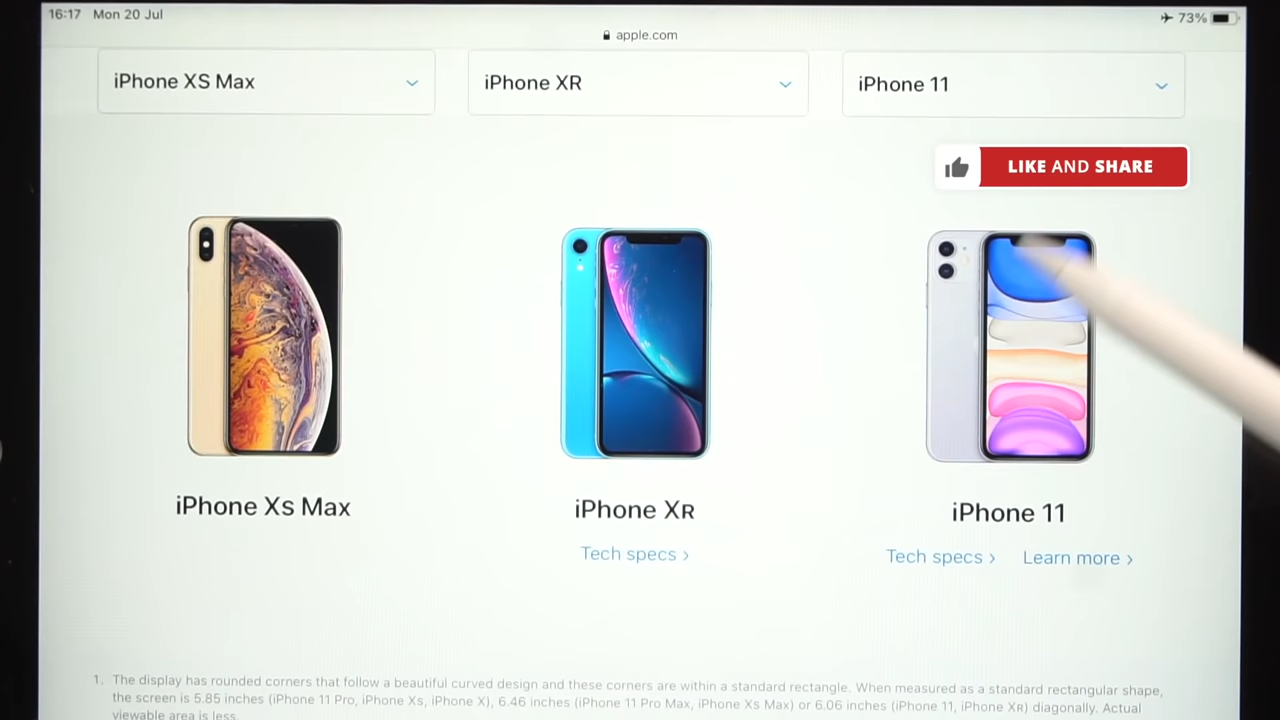 16:17 Mon 20 Jul
73%
apple.com
iPhone XS Max
iPhone XR
iPhone 11
LIKE AND SHARE
iPhone Xs Max
iPhone XR
iPhone 11
Tech specs >
Tech specs >
Learn more >
1. The display has rounded corners that follow a beautiful curved design and these corners are within a standard rectangle. When measured as a standard rectangular shape,
the screen is 5.85 inches (iPhone 11 Pro, iPhone Xs, iPhone X), 6.46 inches (iPhone 11 Pro Max, iPhone Xs Max) or 6.06 inches (iPhone 11, iPhone XR) diagonally. Actual
viewable area is less.